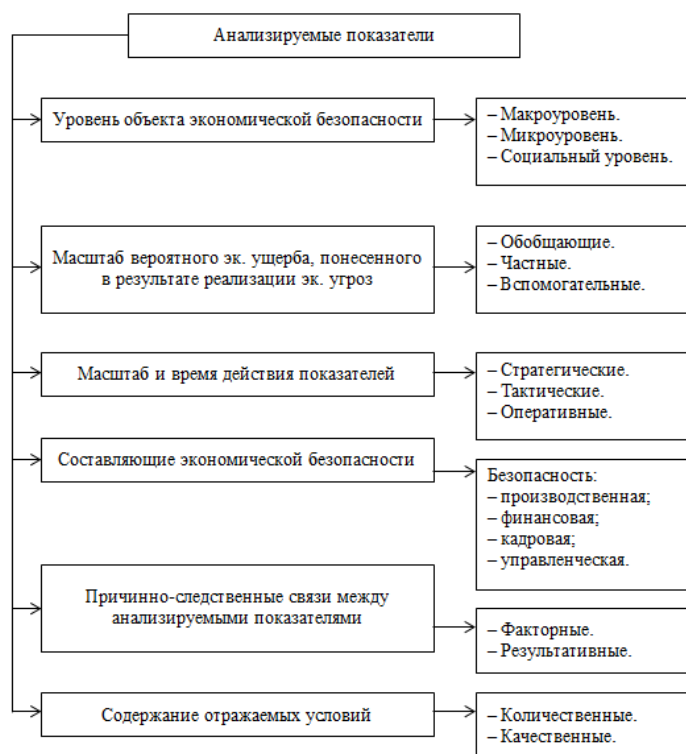 Анализируемые показатели
Уровень объекта экономической безопасности
– Макроуровень.
– Микроуровень.
– Социальный уровень.
Масштаб вероятного эк. ущерба, понесенного
в результате реализации эк. угроз
– Обобщающие.
– Частные.
– Вспомогательные.
Масштаб и время действия показателей
– Стратегические.
– Тактические.
– Оперативные.
Составляющие экономической безопасности
Безопасность:
– производственная;
– финансовая;
– кадровая;
– управленческая.
Причинно-следственные связи между
анализируемыми показателями
– Факторные.
– Результативные.
Содержание отражаемых условий
– Количественные.
– Качественные.